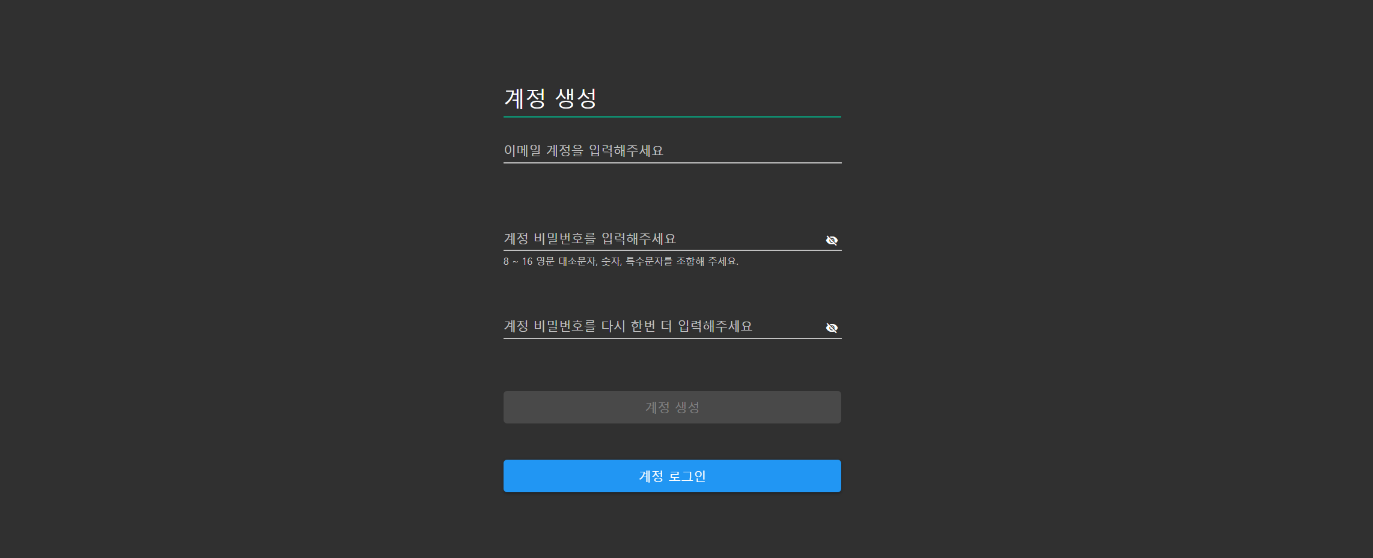 계정 생성
이메일 계정을 입력해주세요
계정 비밀번호를 입력해주세요
8 ~ 16 영문 대소문자, 숫자, 특수문자를 조합해 주세요.
계정 비밀번호를 다시 한번 더 입력해주세요
계정 생성
계정 로그인